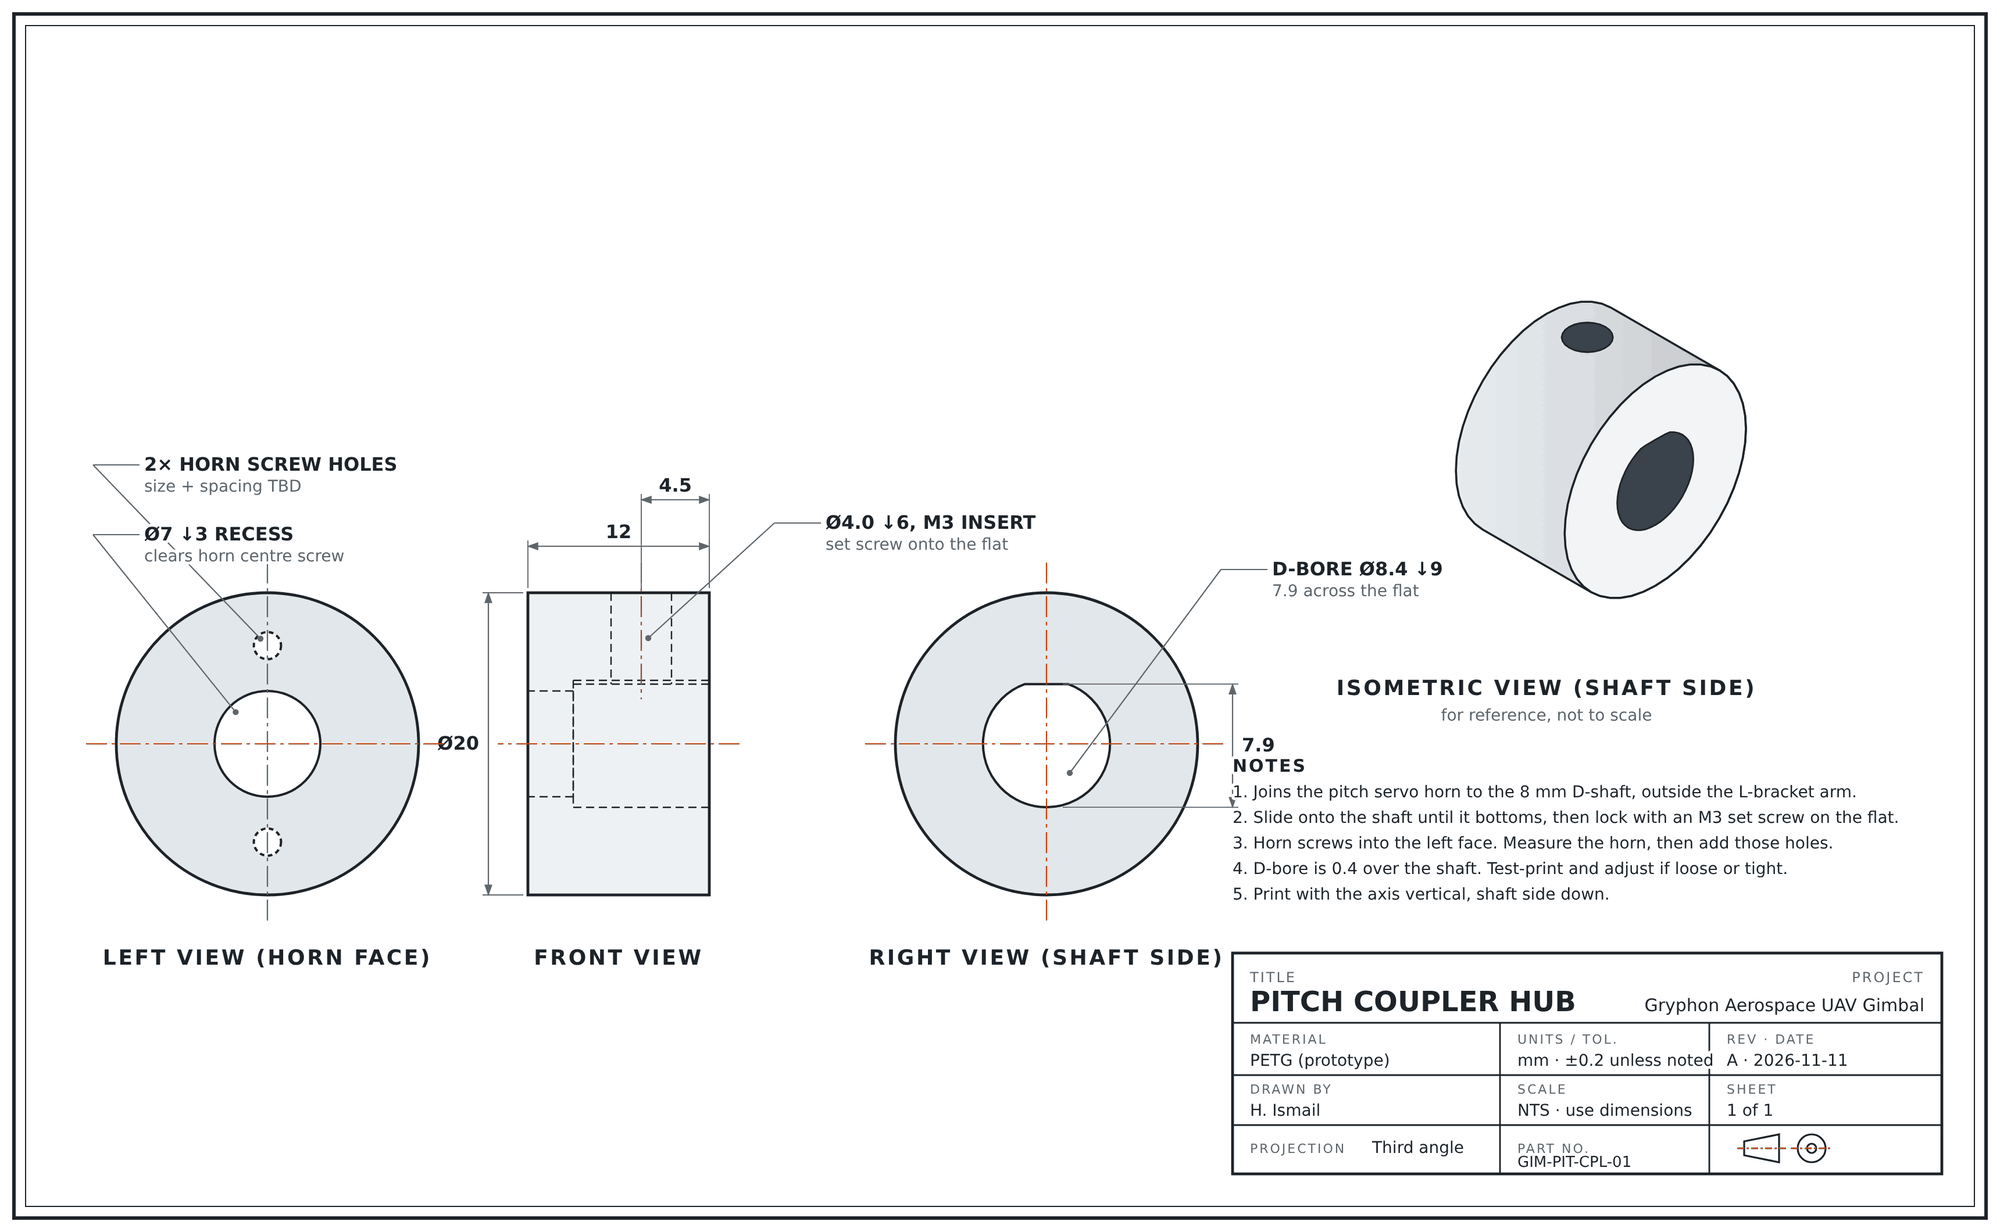 2× HORN SCREW HOLES
size + spacing TBD
Ø7 ↓3 RECESS
clears horn centre screw
4.5
12
Ø4.0 ↓6, M3 INSERT
set screw onto the flat
D-BORE Ø8.4 ↓9
7.9 across the flat
Ø20
7.9
ISOMETRIC VIEW (SHAFT SIDE)
for reference, not to scale
NOTES
1. Joins the pitch servo horn to the 8 mm D-shaft, outside the L-bracket arm.
2. Slide onto the shaft until it bottoms, then lock with an M3 set screw on the flat.
3. Horn screws into the left face. Measure the horn, then add those holes.
4. D-bore is 0.4 over the shaft. Test-print and adjust if loose or tight.
5. Print with the axis vertical, shaft side down.
LEFT VIEW (HORN FACE)
FRONT VIEW
RIGHT VIEW (SHAFT SIDE)
TITLE
PITCH COUPLER HUB
PROJECT
Gryphon Aerospace UAV Gimbal
MATERIAL
PETG (prototype)
UNITS / TOL.
mm · ±0.2 unless noted
REV · DATE
A · 2026-11-11
DRAWN BY
H. Ismail
SCALE
NTS · use dimensions
SHEET
1 of 1
PROJECTION Third angle
PART NO.
GIM-PIT-CPL-01